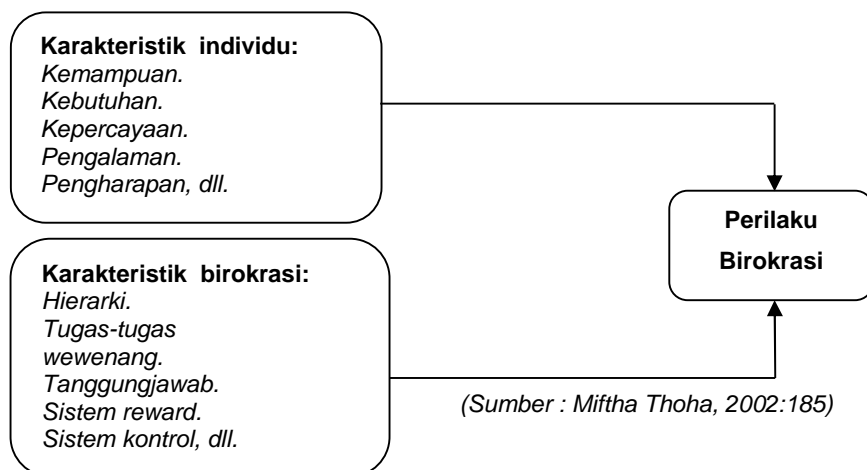 Karakteristik individu:
Kemampuan.
Kebutuhan.
Kepercayaan.
Pengalaman.
Pengharapan, dll.
Perilaku
Birokrasi
Karakteristik birokrasi:
Hierarki.
Tugas-tugas
wewenang.
Tanggungjawab.
Sistem reward.
Sistem kontrol, dll.
(Sumber : Miftha Thoha, 2002:185)